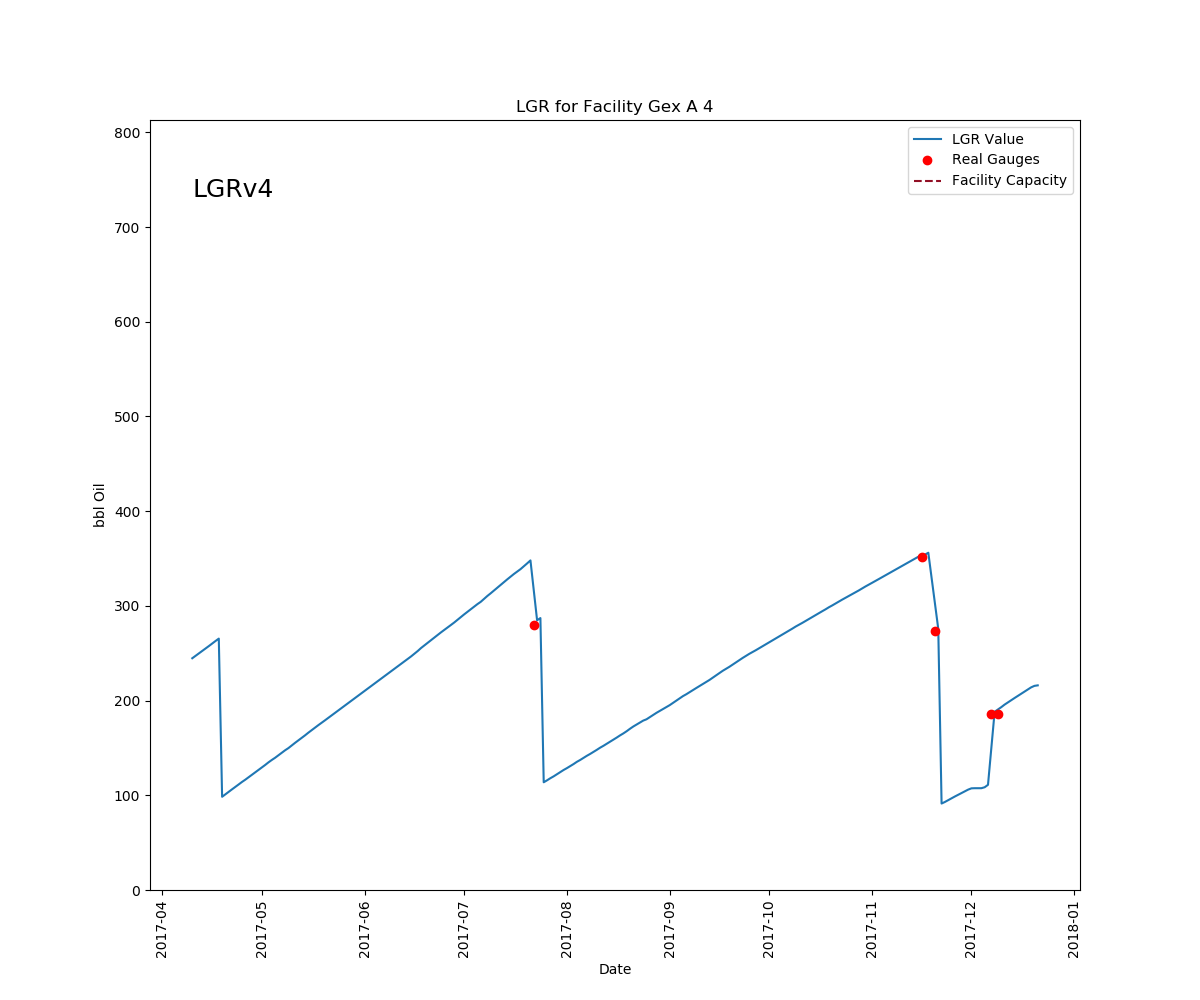 LGR for Facility Gex A 4
LGRv4
LGR Value
Real Gauges
Facility Capacity
800
700
600
500
400
300
200
100
0
bbl Oil
2017-04
2017-05
2017-06
2017-07
2017-08
2017-09
2017-10
2017-11
2017-12
2018-01
Date